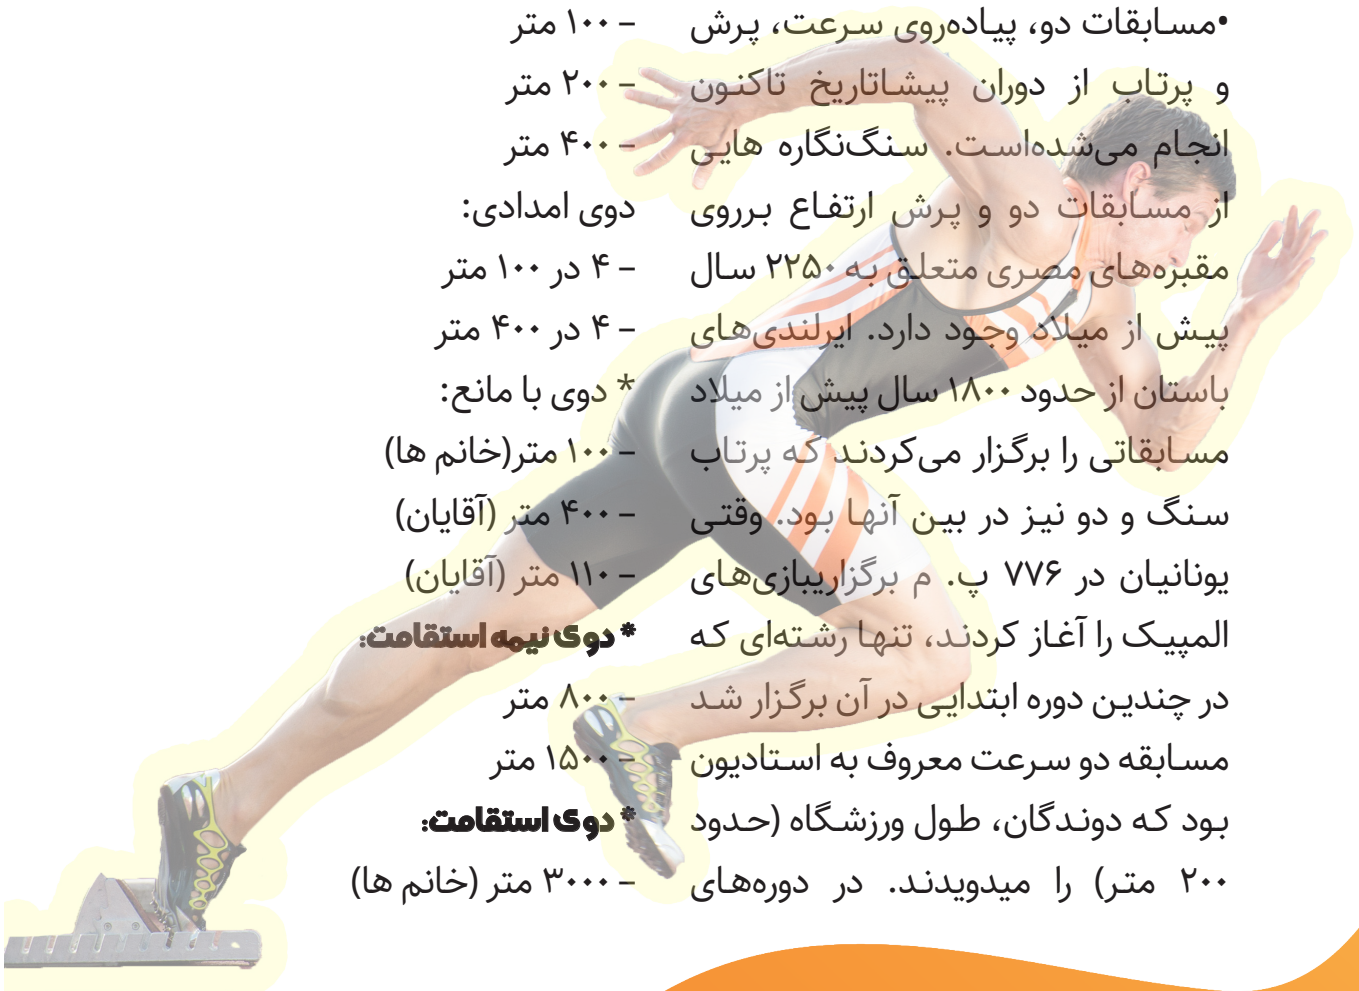 •مسابقات دو، پیاده‌روی سرعت، پرش
و پرتاب از دوران پیشاتاریخ تاکنون
انجام می‌شده‌است. سنگ‌نگاره هایی
از مسابقات دو و پرش ارتفاع برروی
مقبره‌های مصری متعلق به ۲۲۵۰ سال
پیش از میلاد وجود دارد. ایرلندی‌های
باستان از حدود ۱۸۰۰ سال پیش از میلاد
مسابقاتی را برگزار می‌کردند که پرتاب
سنگ و دو نیز در بین آنها بود. وقتی
یونانیان در ۷۷۶ پ. م برگزاریبازی‌های
المپیک را آغاز کردند، تنها رشته‌ای که
در چندین دوره ابتدایی در آن برگزار شد
مسابقه دو سرعت معروف به استادیون
بود که دوندگان، طول ورزشگاه (حدود
۲۰۰ متر) را میدویدند. در دوره‌های
– ۱۰۰ متر
– ۲۰۰ متر
– ۴۰۰ متر
دوی امدادی:
– ۴ در ۱۰۰ متر
– ۴ در ۴۰۰ متر
* دوی با مانع:
– ۱۰۰ متر(خانم ها)
– ۴۰۰ متر (آقایان)
– ۱۱۰ متر (آقایان)
* دوی نیمه استقامت:
– ۸۰۰ متر
– ۱۵۰۰ متر
* دوی استقامت:
– ۳۰۰۰ متر (خانم ها)